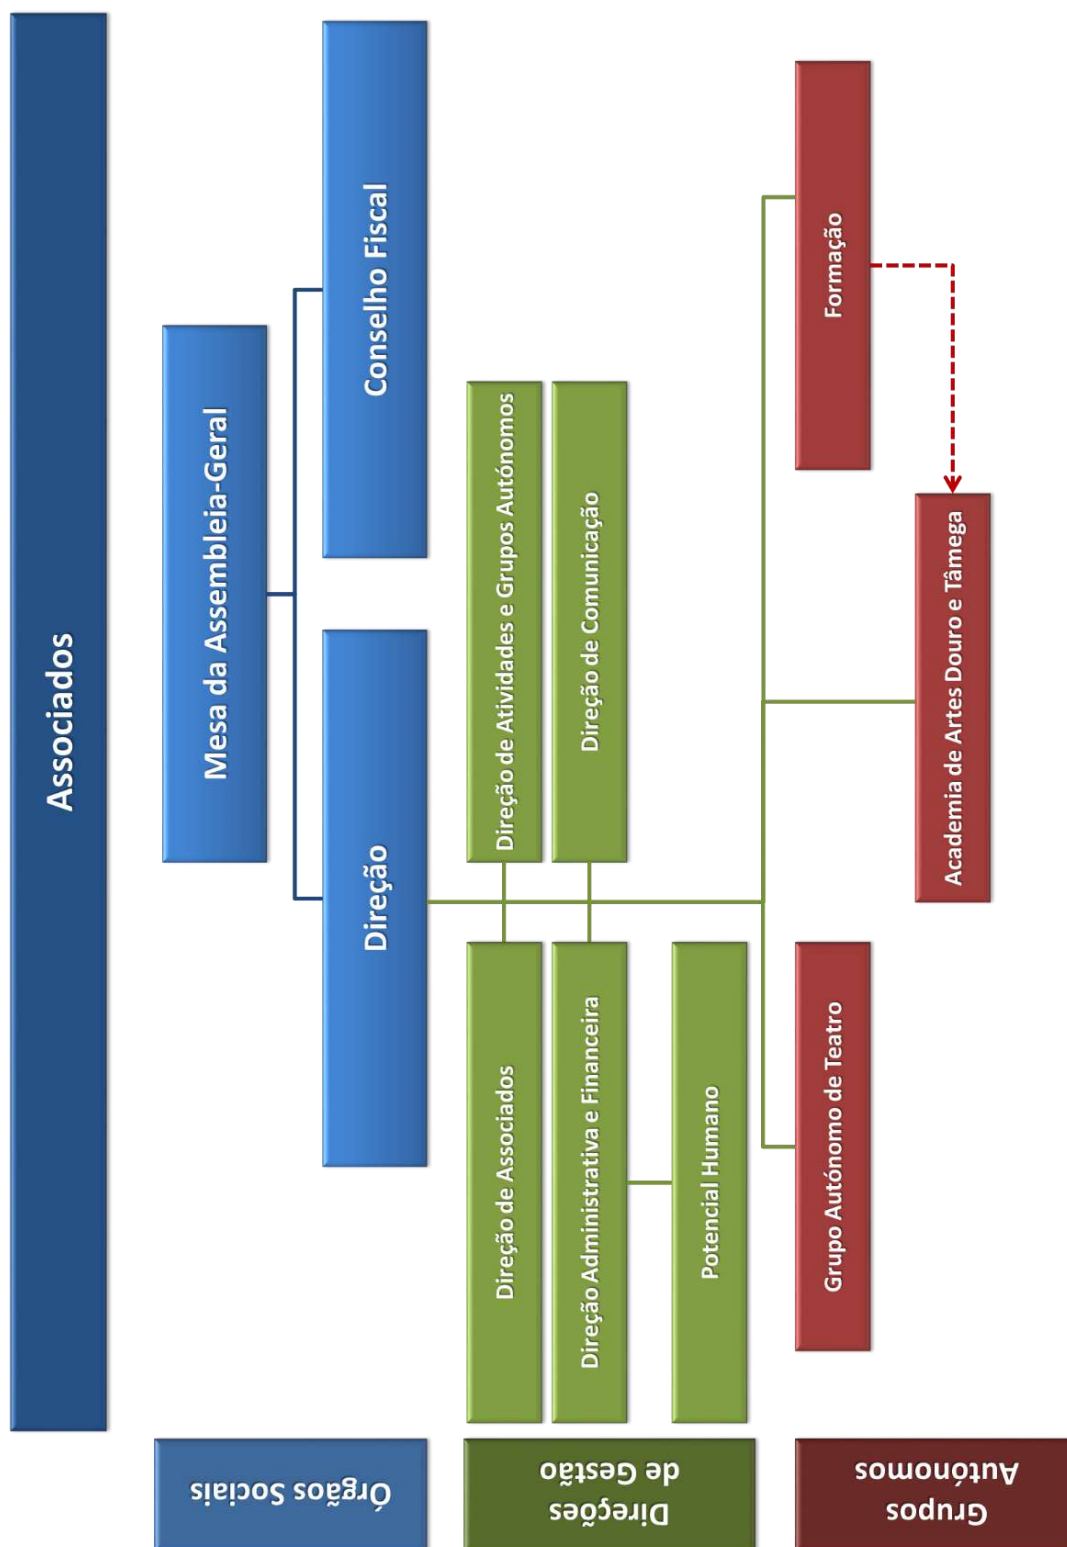 Associados
Órgãos Sociais
Mesa da Assembleia-Geral
Direção
Conselho Fiscal
Direções
de Gestão
Direção de Associados
Direção de Atividades e Grupos Autónomos
Direção Administrativa e Financeira
Direção de Comunicação
Potencial Humano
Grupos
Autónomos
Grupo Autónomo de Teatro
Formação
Academia de Artes Douro e Tâmega